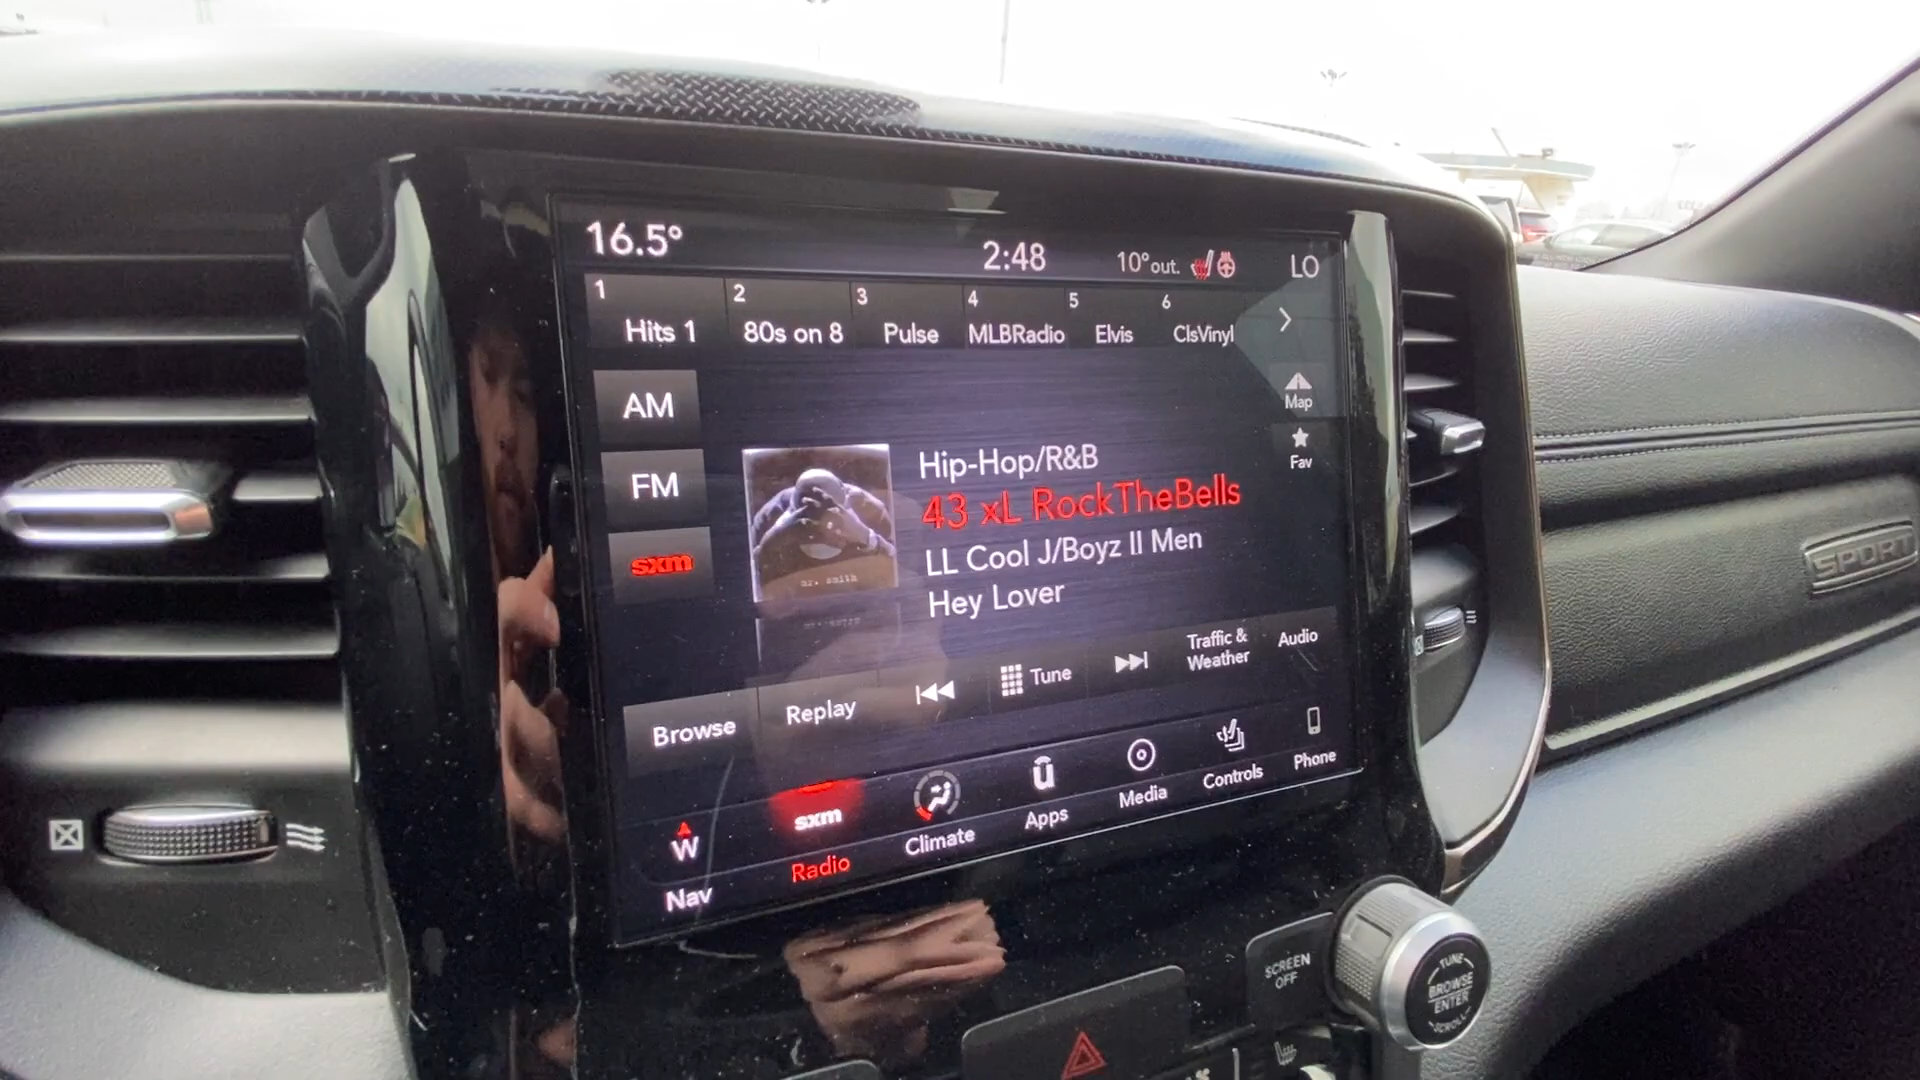 16.5° 2:48 10°out. LO
1 2 3 4 5 6
Hits 1 80s on 8 Pulse MLBRadio Elvis ClsVinyl
Map
AM
Fav
Hip-Hop/R&B
FM
43 xL RockTheBells
LL Cool J/Boyz II Men
SPORT
sxm
mr. smith
Hey Lover
Browse Replay Tune Traffic &
Weather Audio
W
sxm
Nav Radio Climate Apps Media Controls Phone
SCREEN
OFF
TUNE
BROWSE
ENTER
SCROLL